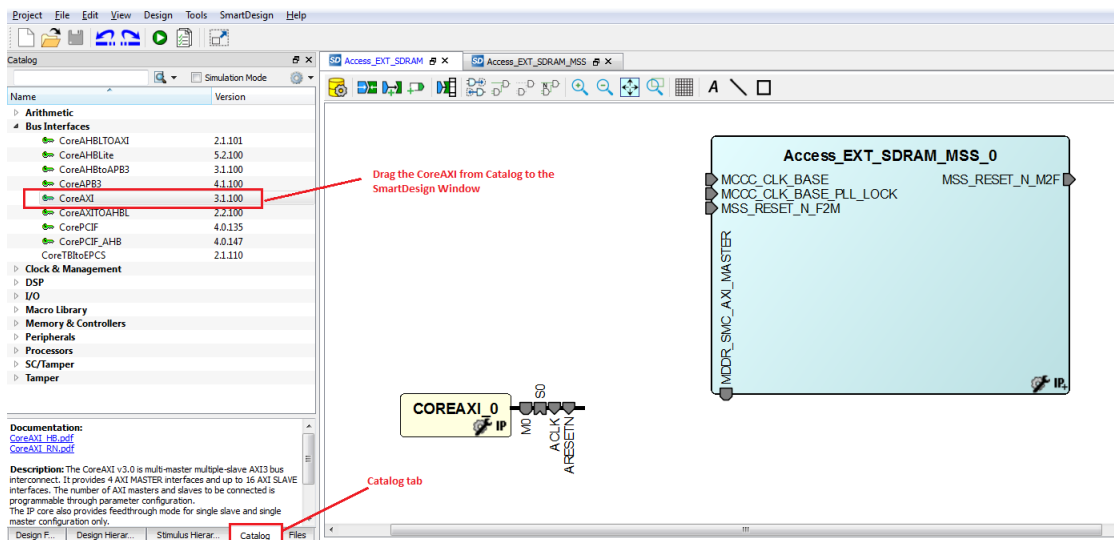 Project File Edit View Design Tools SmartDesign Help
Catalog
Simulation Mode
Name Version
Arithmetic
Bus Interfaces
CoreAHBLTOAXI 2.1.101
CoreAHBLite 5.2.100
CoreAHBtoAPB3 3.1.100
CoreAPB3 4.1.100
CoreAXI 3.1.100
CoreAXITOAHBL 2.2.100
CorePCIF 4.0.135
CorePCIF_AHB 4.0.147
CoreTBItoEPCS 2.1.110
Clock & Management
DSP
I/O
Macro Library
Memory & Controllers
Peripherals
Processors
SC/Tamper
Tamper
Documentation:
CoreAXI_HB.pdf
CoreAXI_RN.pdf
Description: The CoreAXI v3.0 is multi-master multiple-slave AXI3 bus
interconnect. It provides 4 AXI MASTER interfaces and up to 16 AXI SLAVE
interfaces. The number of AXI masters and slaves to be connected is
programmable through parameter configuration.
The IP core also provides feedthrough mode for single slave and single
master configuration only.
Design F... Design Hierar... Stimulus Hierar... Catalog Files
SD Access_EXT_SDRAM SD Access_EXT_SDRAM_MSS
A
Drag the CoreAXI from Catalog to the
SmartDesign Window
Catalog tab
Access_EXT_SDRAM_MSS_0
MCCC_CLK_BASE MSS_RESET_N_M2F
MCCC_CLK_BASE_PLL_LOCK
MSS_RESET_N_F2M
MDDR_SMC_AXI_MASTER
IP
COREAXI_0
IP
M0
S0
ACLK
ARESETN